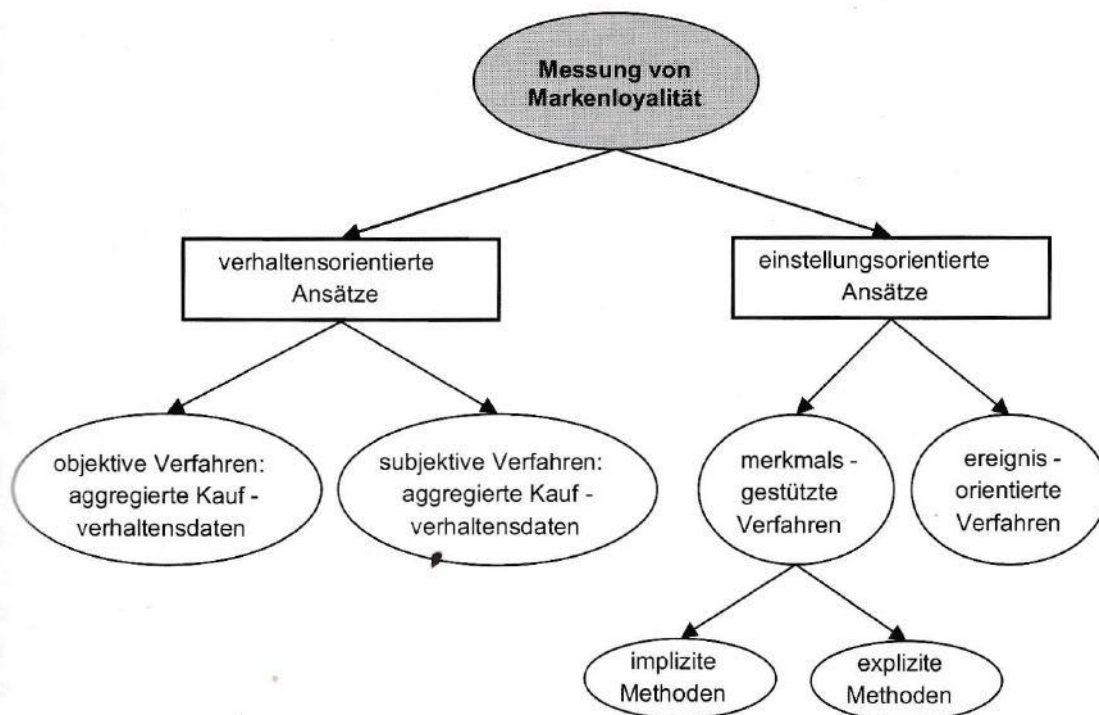 Messung von
Markenloyalität
verhaltensorientierte
Ansätze
einstellungsorientierte
Ansätze
objektive Verfahren:
aggregierte Kauf -
verhaltensdaten
subjektive Verfahren:
aggregierte Kauf -
verhaltensdaten
merkmals -
gestützte
Verfahren
ereignis -
orientierte
Verfahren
implizite
Methoden
explizite
Methoden